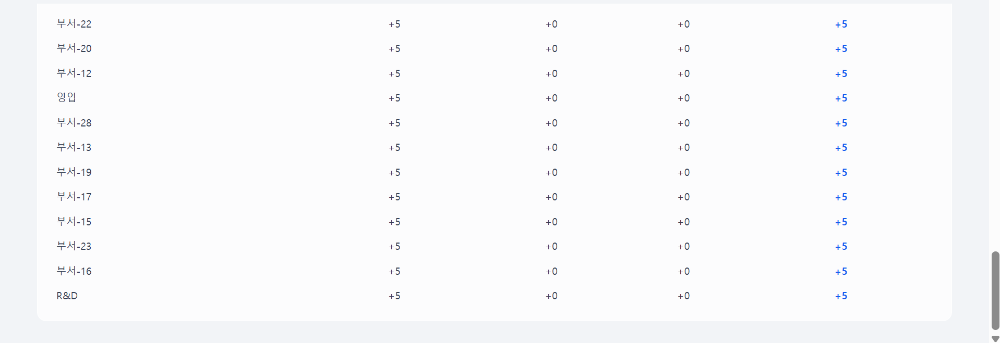 부서-22 +5 +0 +0 +5
부서-20 +5 +0 +0 +5
부서-12 +5 +0 +0 +5
영업 +5 +0 +0 +5
부서-28 +5 +0 +0 +5
부서-13 +5 +0 +0 +5
부서-19 +5 +0 +0 +5
부서-17 +5 +0 +0 +5
부서-15 +5 +0 +0 +5
부서-23 +5 +0 +0 +5
부서-16 +5 +0 +0 +5
R&D +5 +0 +0 +5